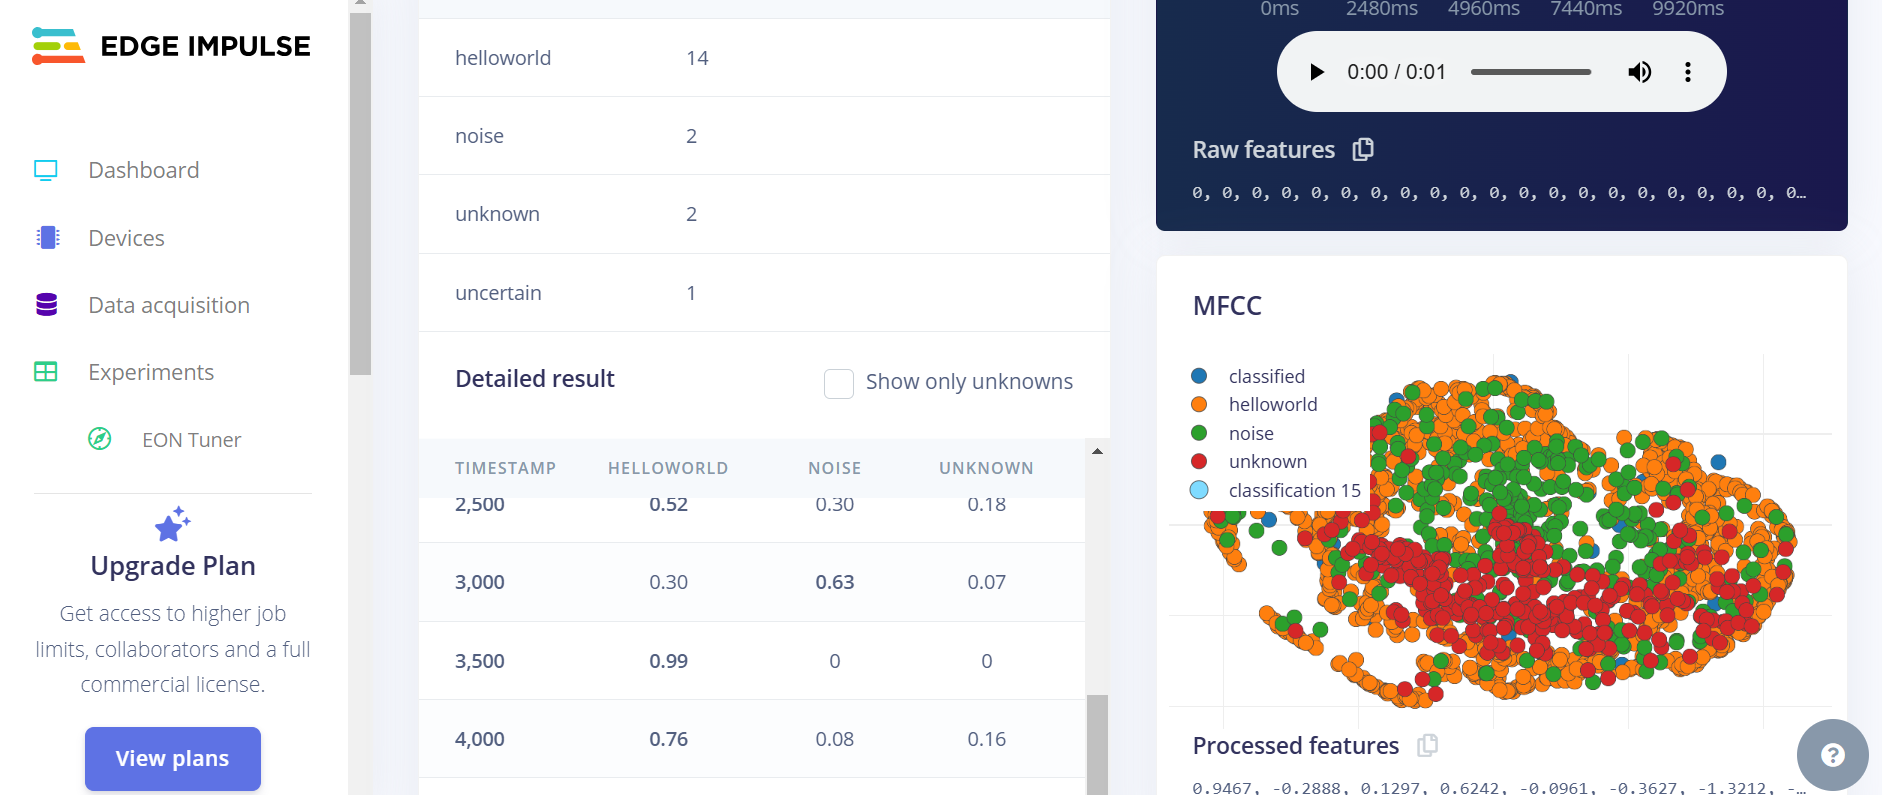 EDGE IMPULSE
Dashboard
Devices
Data acquisition
Experiments
EON Tuner
Upgrade Plan
Get access to higher job
limits, collaborators and a full
commercial license.
View plans
helloworld 14
noise 2
unknown 2
uncertain 1
Detailed result Show only unknowns
TIMESTAMP HELLOWORLD NOISE UNKNOWN
2,500 0.52 0.30 0.18
3,000 0.30 0.63 0.07
3,500 0.99 0 0
4,000 0.76 0.08 0.16
0ms 2480ms 4960ms 7440ms 9920ms
0:00 / 0:01
Raw features
0, 0, 0, 0, 0, 0, 0, 0, 0, 0, 0, 0, 0, 0, 0, 0, 0, 0, 0, 0, 0…
MFCC
classified
helloworld
noise
unknown
classification 15
Processed features
0.9467, -0.2888, 0.1297, 0.6242, -0.0961, -0.3627, -1.3212, -…
?